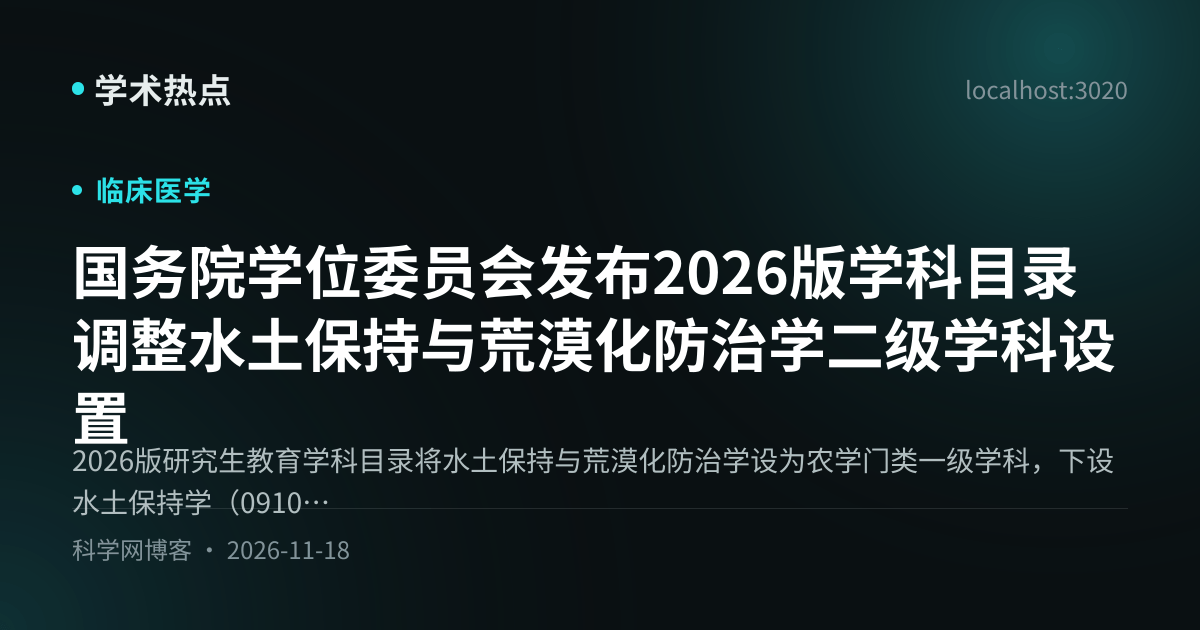 学术热点
localhost:3020
临床医学
国务院学位委员会发布2026版学科目录
调整水土保持与荒漠化防治学二级学科设
置
2026版研究生教育学科目录将水土保持与荒漠化防治学设为农学门类一级学科，下设
水土保持学（0910…
科学网博客 · 2026-11-18